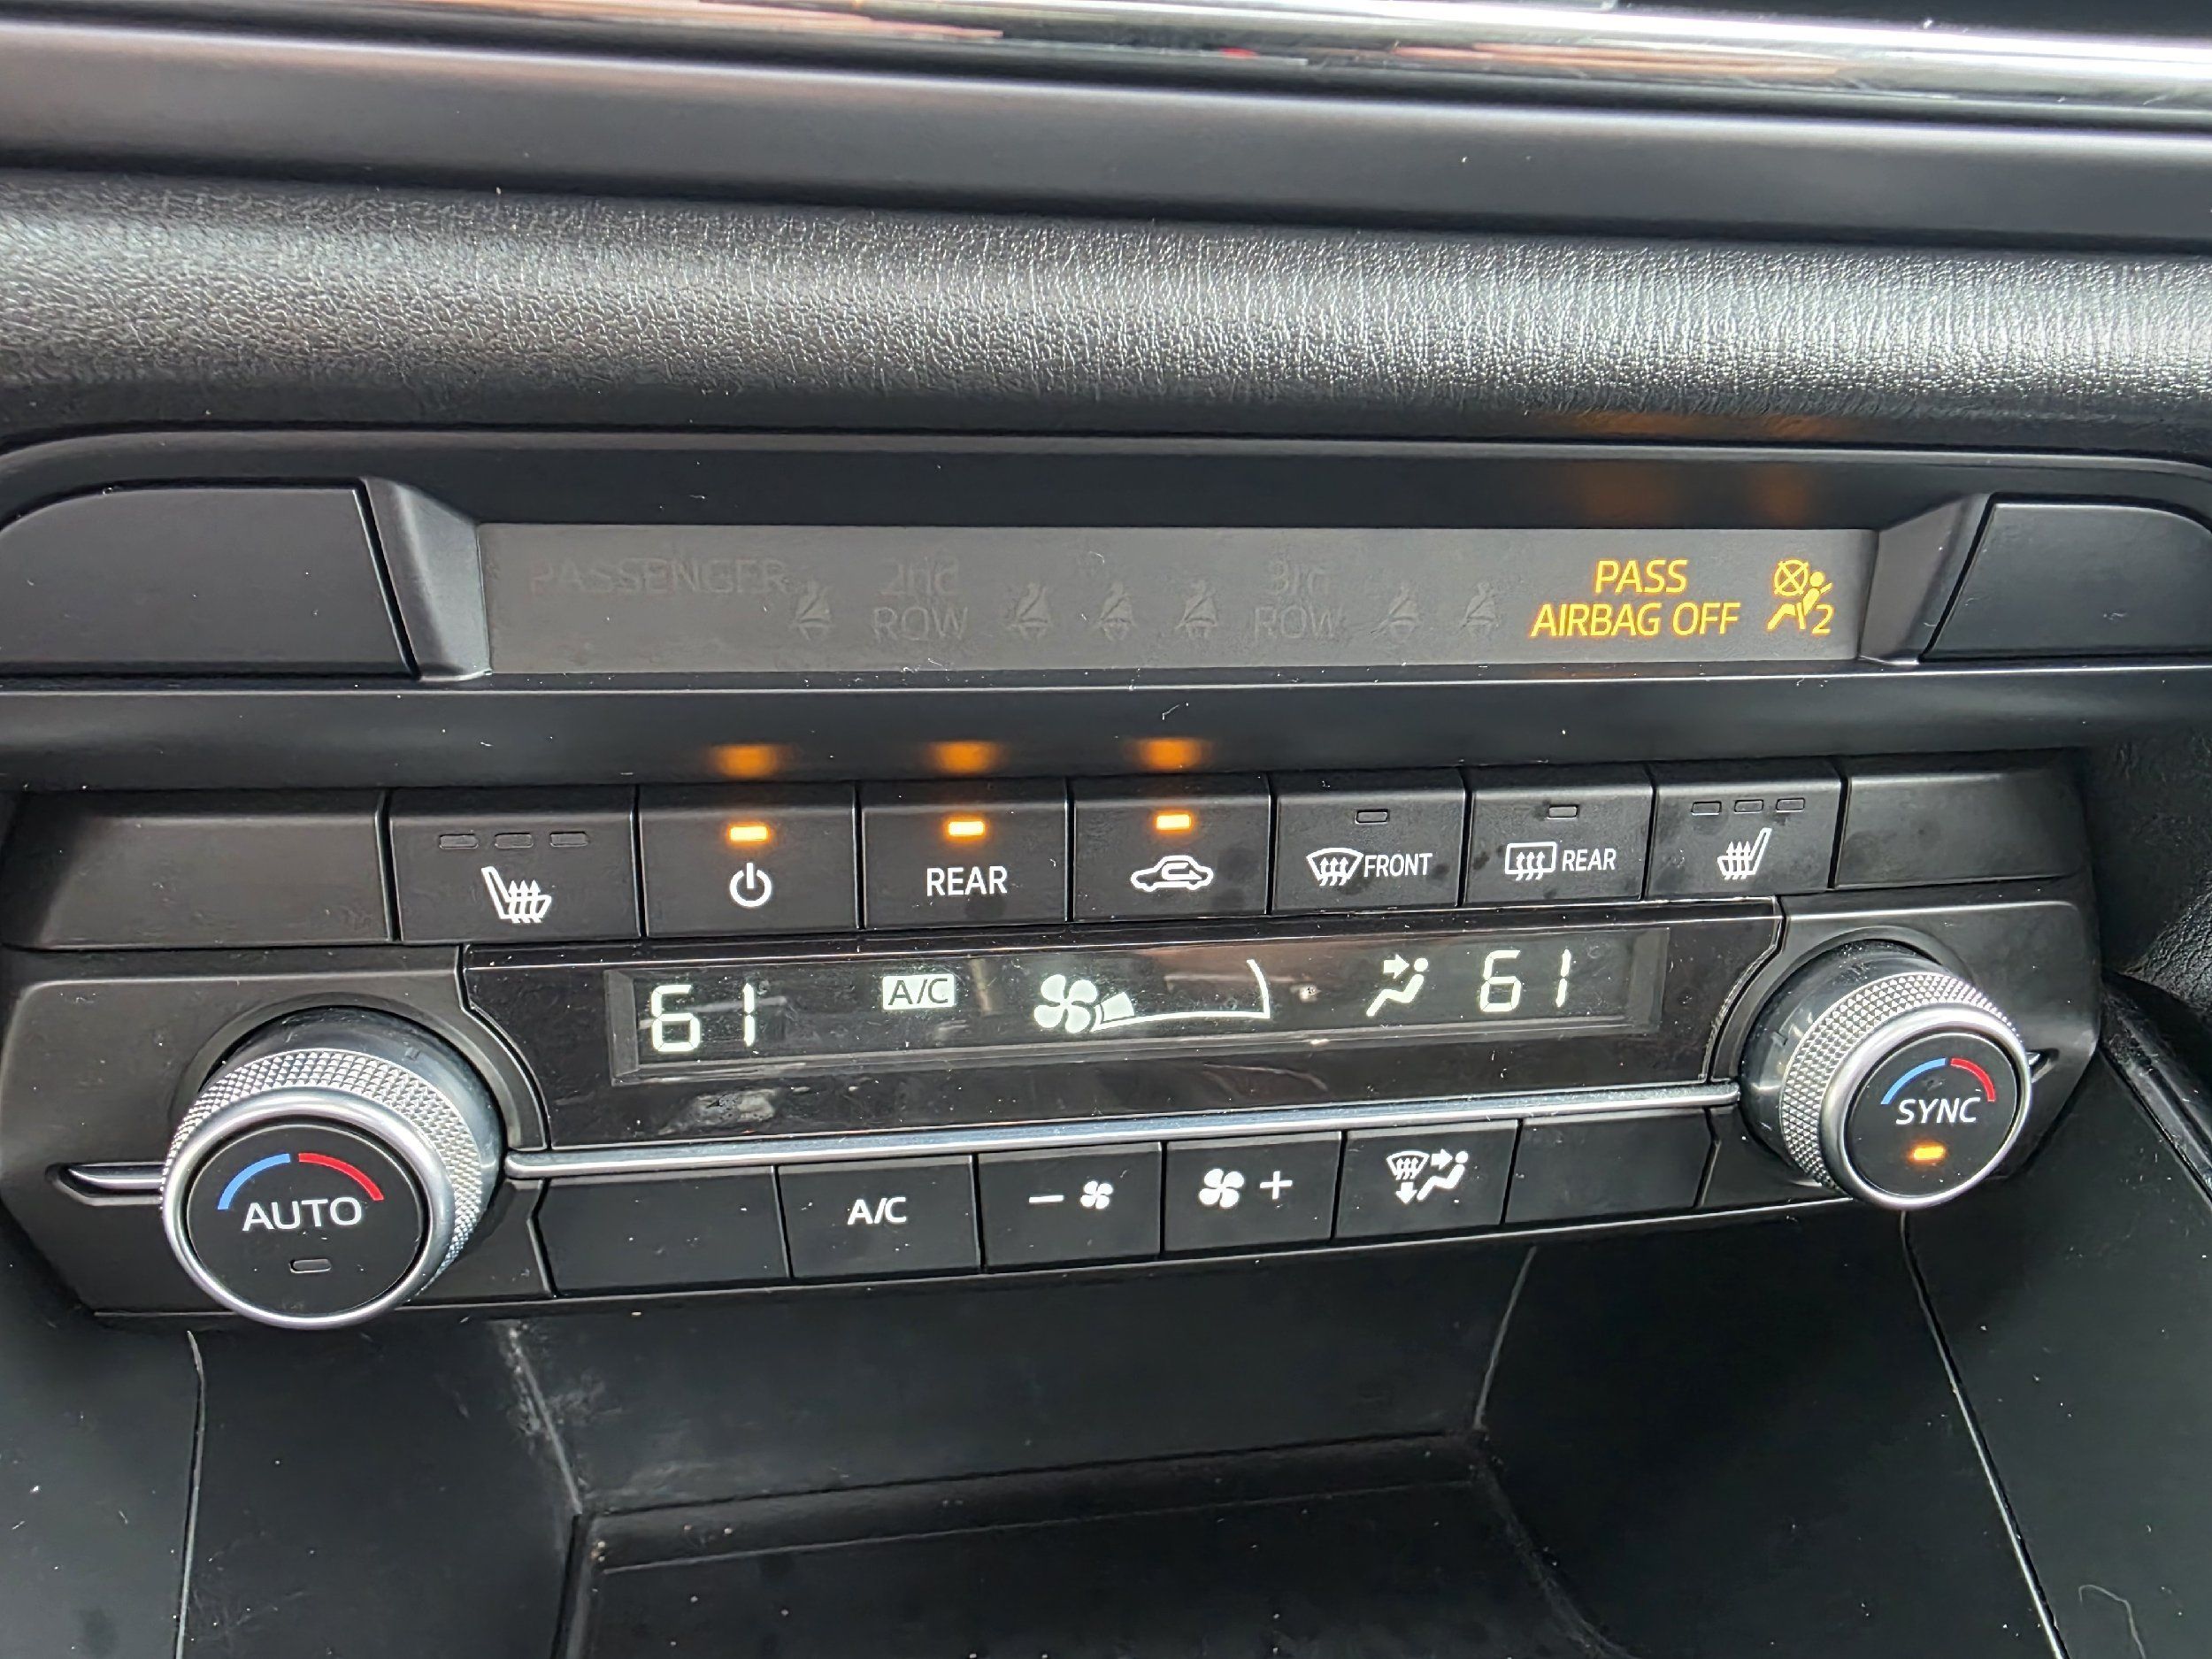 PASSENGER
2nd
ROW
3rd
ROW
PASS
AIRBAG OFF
2
REAR
FRONT
REAR
61
A/C
61
AUTO
A/C
−
+
SYNC